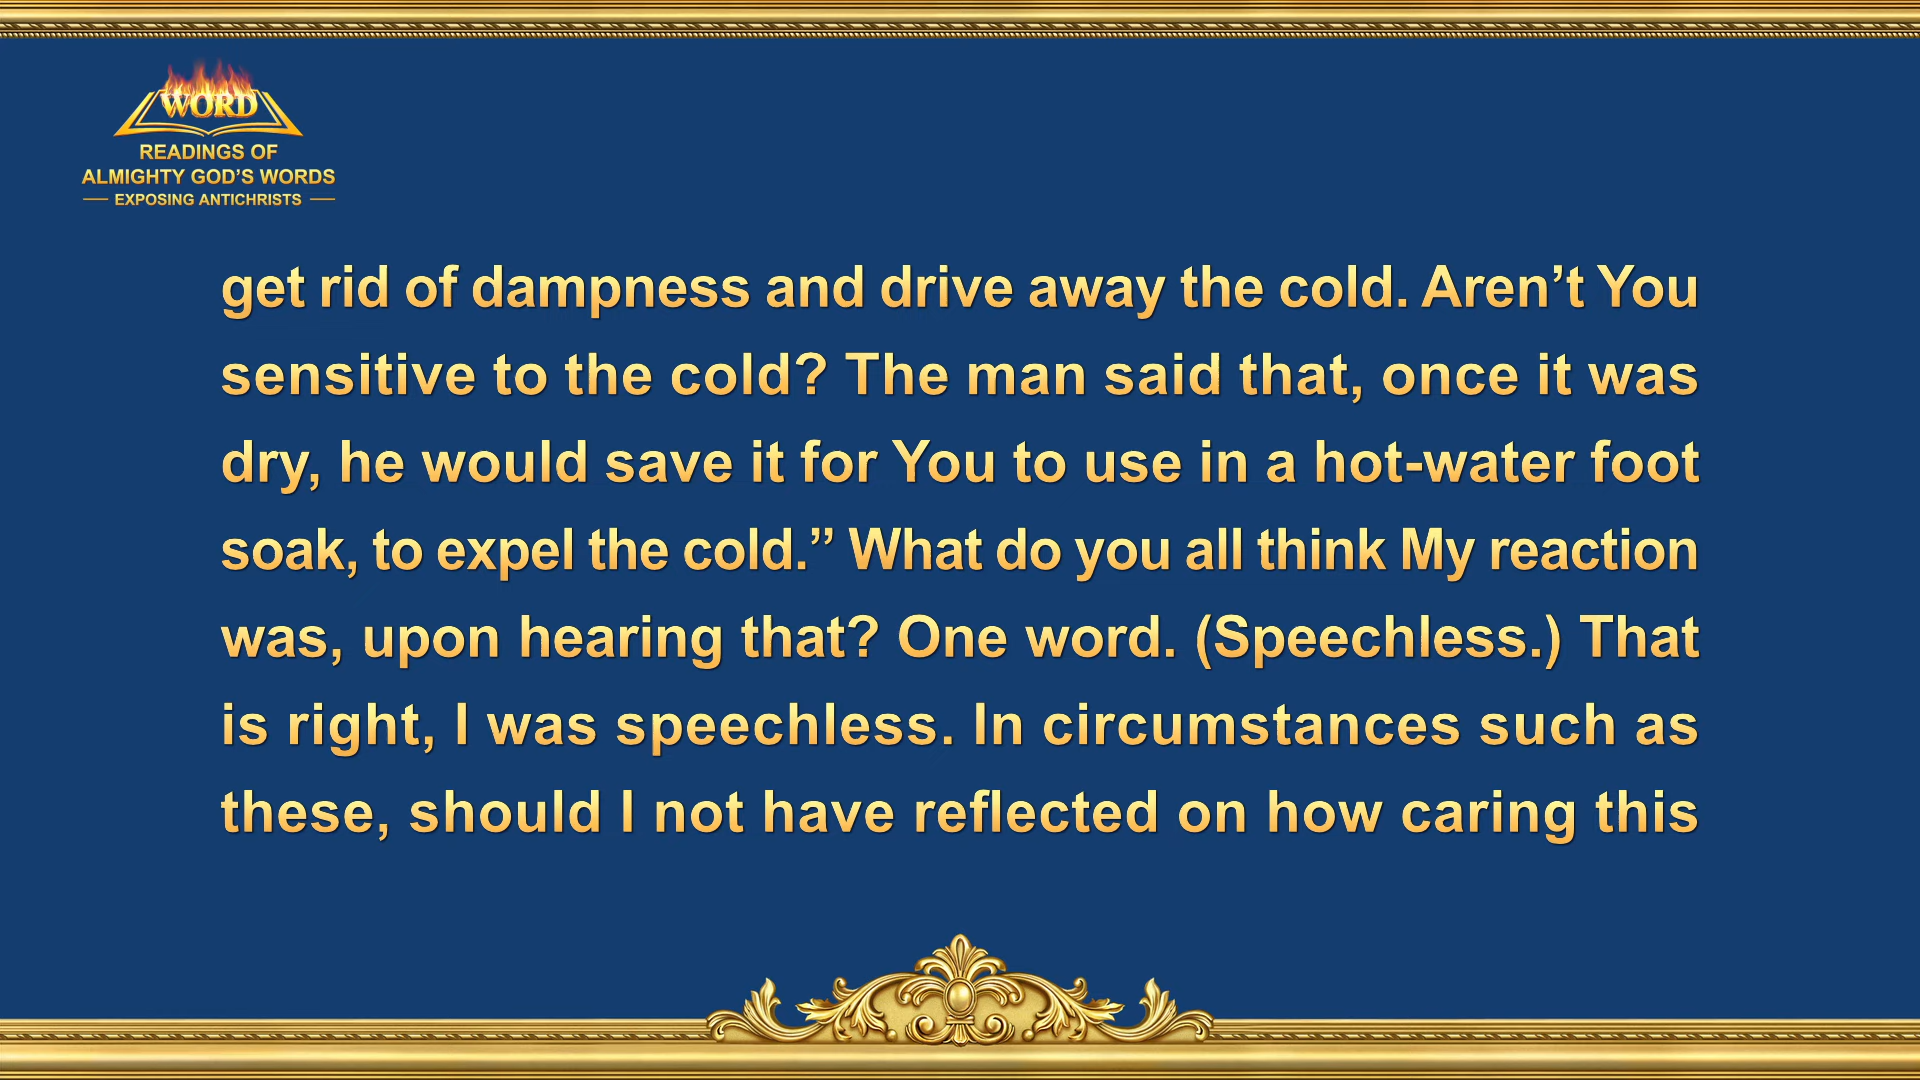 WORD
READINGS OF
ALMIGHTY GOD’S WORDS
EXPOSING ANTICHRISTS
get rid of dampness and drive away the cold. Aren’t You
sensitive to the cold? The man said that, once it was
dry, he would save it for You to use in a hot-water foot
soak, to expel the cold.” What do you all think My reaction
was, upon hearing that? One word. (Speechless.) That
is right, I was speechless. In circumstances such as
these, should I not have reflected on how caring this